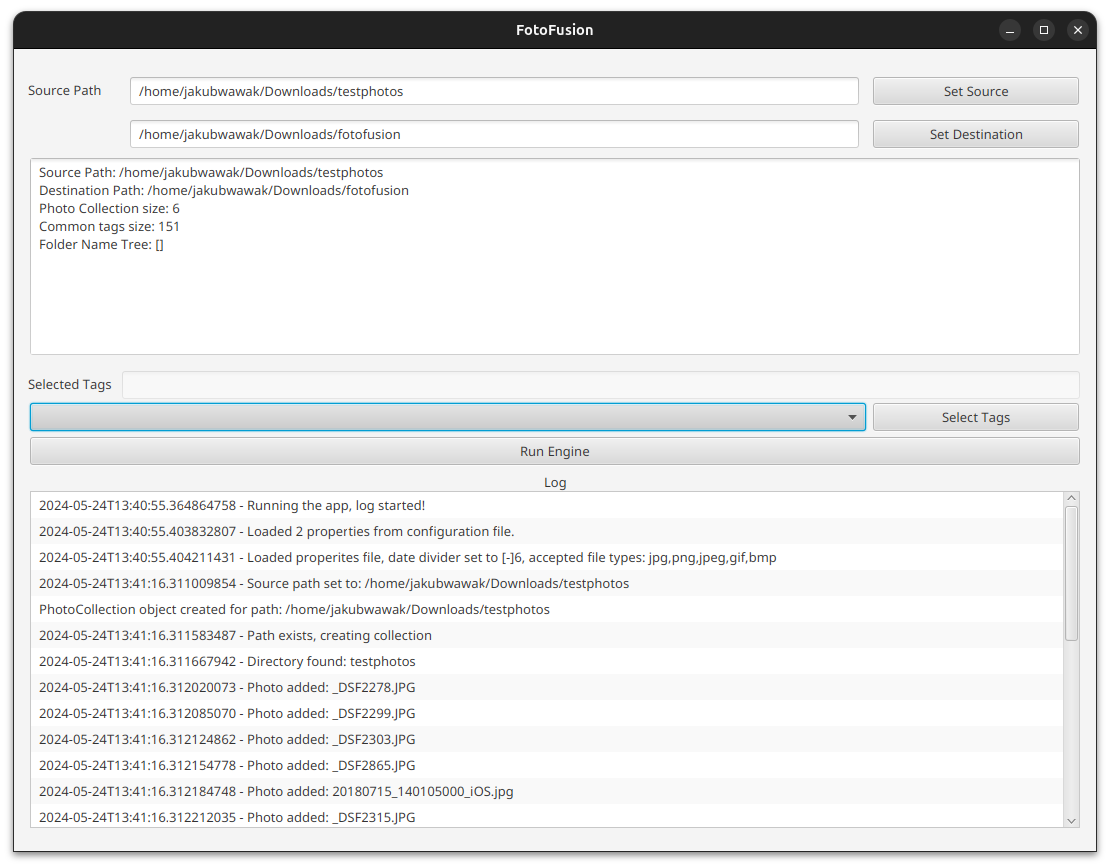 FotoFusion
Source Path /home/jakubwawak/Downloads/testphotos Set Source
/home/jakubwawak/Downloads/fotofusion Set Destination
Source Path: /home/jakubwawak/Downloads/testphotos
Destination Path: /home/jakubwawak/Downloads/fotofusion
Photo Collection size: 6
Common tags size: 151
Folder Name Tree: []
Selected Tags
Select Tags
Run Engine
Log
2024-05-24T13:40:55.364864758 - Running the app, log started!
2024-05-24T13:40:55.403832807 - Loaded 2 properties from configuration file.
2024-05-24T13:40:55.404211431 - Loaded properites file, date divider set to [-]6, accepted file types: jpg,png,jpeg,gif,bmp
2024-05-24T13:41:16.311009854 - Source path set to: /home/jakubwawak/Downloads/testphotos
PhotoCollection object created for path: /home/jakubwawak/Downloads/testphotos
2024-05-24T13:41:16.311583487 - Path exists, creating collection
2024-05-24T13:41:16.311667942 - Directory found: testphotos
2024-05-24T13:41:16.312020073 - Photo added: _DSF2278.JPG
2024-05-24T13:41:16.312085070 - Photo added: _DSF2299.JPG
2024-05-24T13:41:16.312124862 - Photo added: _DSF2303.JPG
2024-05-24T13:41:16.312154778 - Photo added: _DSF2865.JPG
2024-05-24T13:41:16.312184748 - Photo added: 20180715_140105000_iOS.jpg
2024-05-24T13:41:16.312212035 - Photo added: _DSF2315.JPG